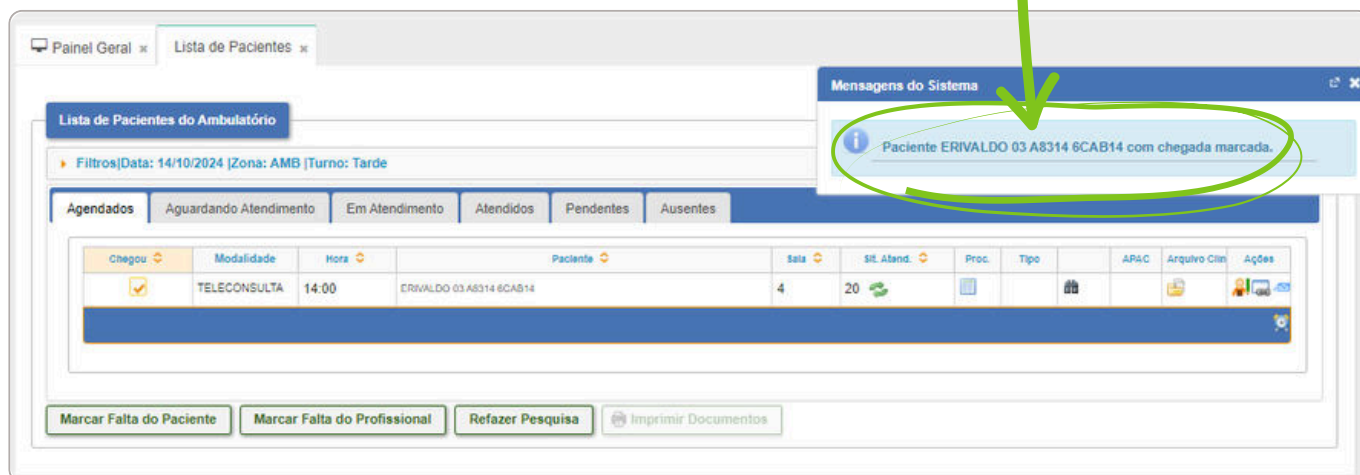 Painel Geral
Lista de Pacientes
Mensagens do Sistema
Paciente ERIVALDO 03 A8314 6CAB14 com chegada marcada.
Lista de Pacientes do Ambulatório
Filtros|Data: 14/10/2024 |Zona: AMB |Turno: Tarde
Agendados Aguardando Atendimento Em Atendimento Atendidos Pendentes Ausentes
Chegou Modalidade Hora Paciente Sala Sit. Atend. Proc. Tipo APAC Arquivo Clin Ações
TELECONSULTA 14:00 ERIVALDO 03 A8314 6CAB14 4 20
Marcar Falta do Paciente Marcar Falta do Profissional Refazer Pesquisa Imprimir Documentos